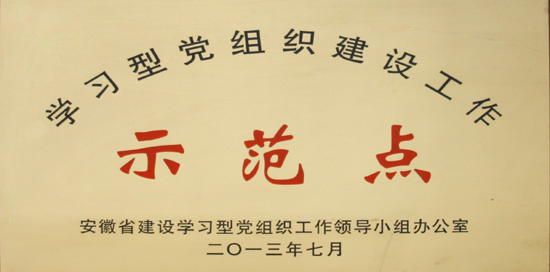 学习型党组织建设工作
示范点
安徽省建设学习型党组织工作领导小组办公室
二〇一三年七月